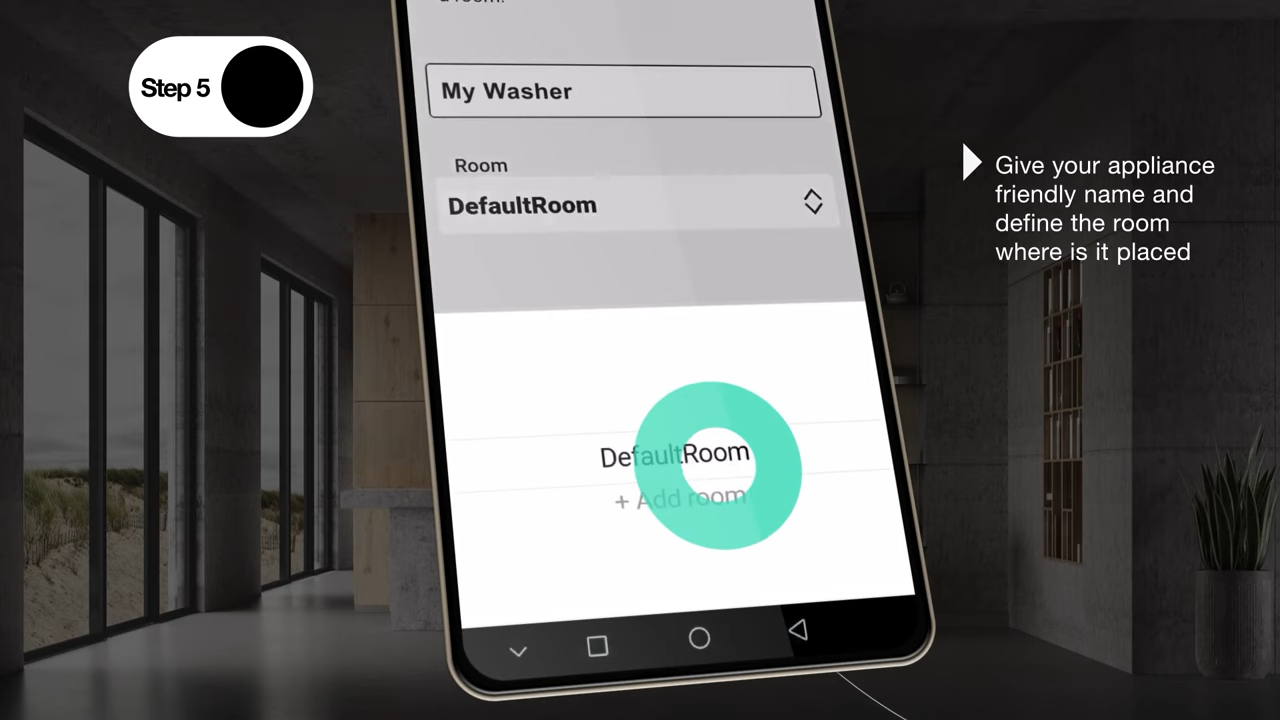 Step 5
My Washer
Room
DefaultRoom
DefaultRoom
+ Add room
Give your appliance
friendly name and
define the room
where is it placed